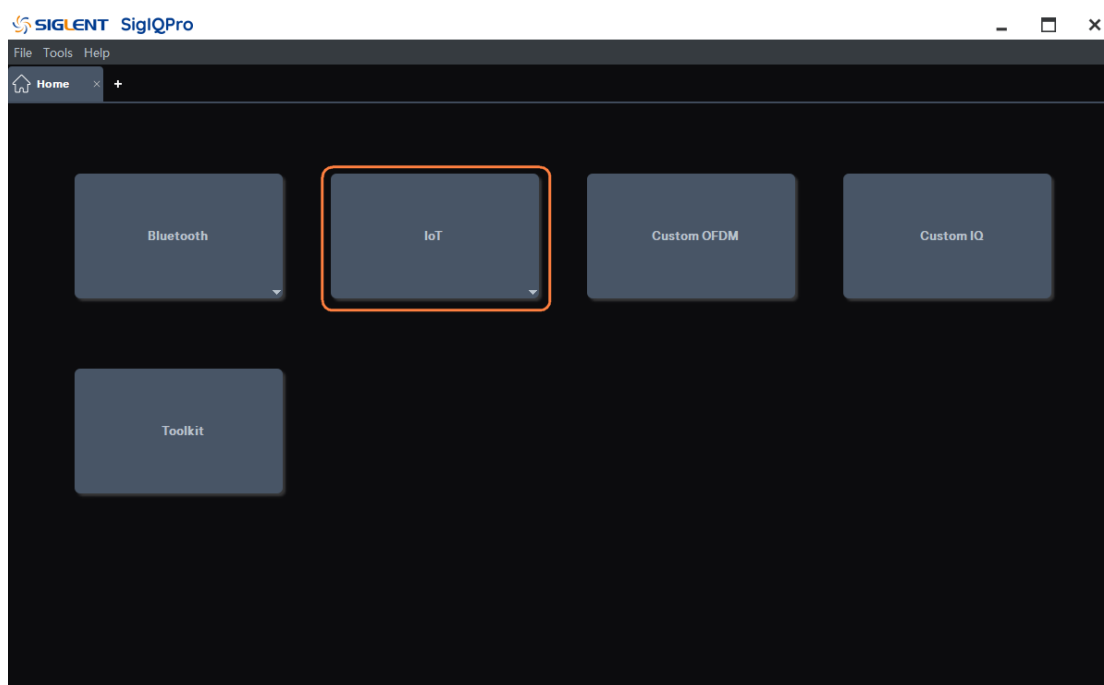 SIGLENT SigIQPro
File Tools Help
Home × +
Bluetooth IoT Custom OFDM Custom IQ
Toolkit